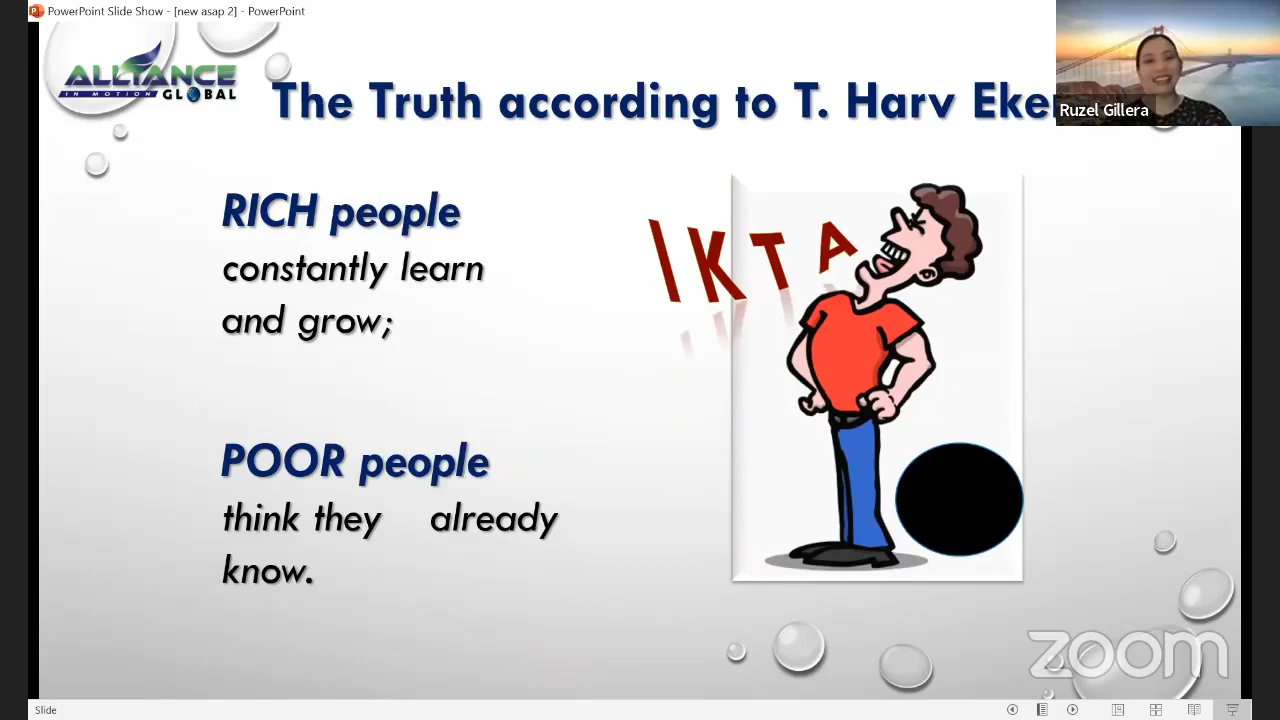 PowerPoint Slide Show - [new asap 2] - PowerPoint
ALLIANCE
IN MOTION GLOBAL
The Truth according to T. Harv Eke
Ruzel Gillera
RICH people
constantly learn
and grow;
IKTA
POOR people
think they already
know.
zoom
Slide